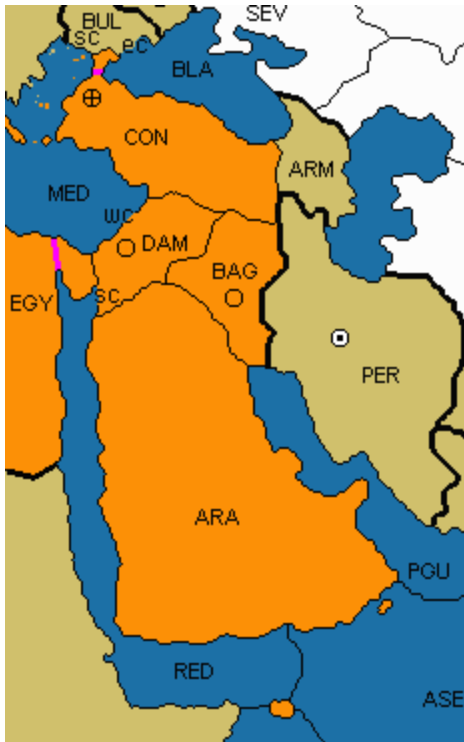 SEV
BUL
sc
ec
BLA
CON
ARM
MED
wc
DAM
BAG
sc
EGY
PER
ARA
PGU
RED
ASE